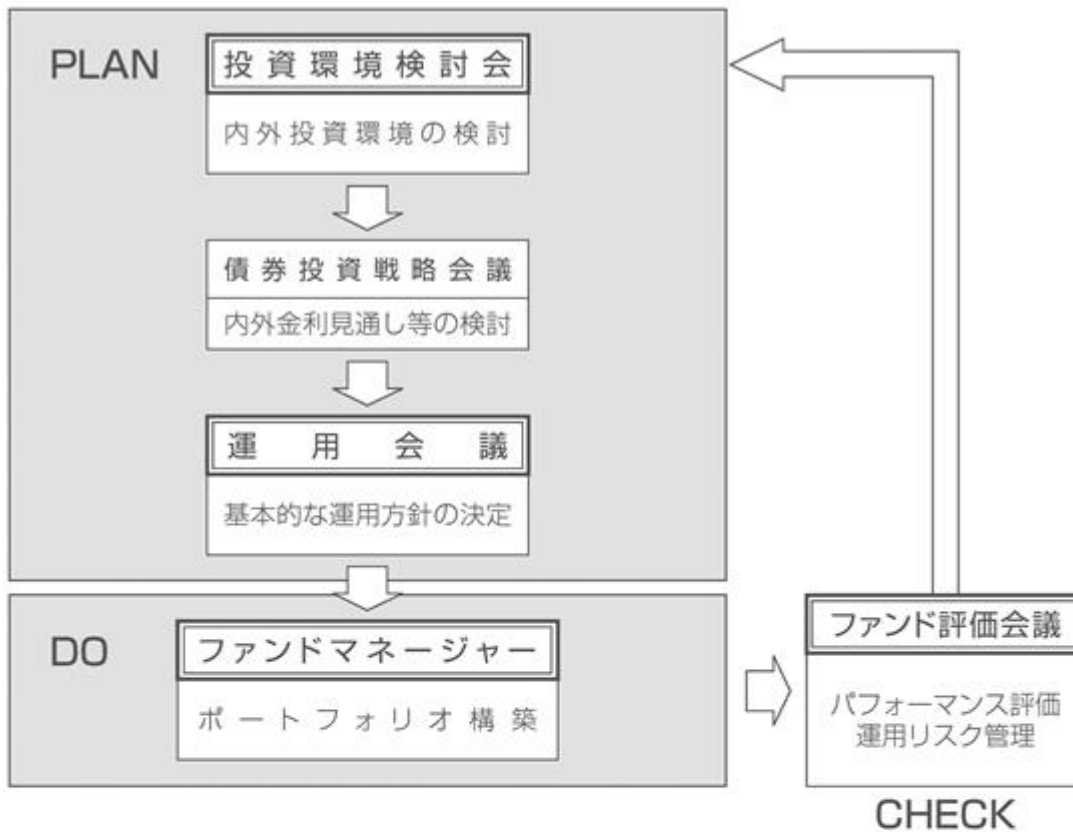 PLAN
投資環境検討会
内外投資環境の検討
債券投資戦略会議
内外金利見通し等の検討
運用会議
基本的な運用方針の決定
DO
ファンドマネージャー
ポートフォリオ構築
ファンド評価会議
パフォーマンス評価
運用リスク管理
CHECK